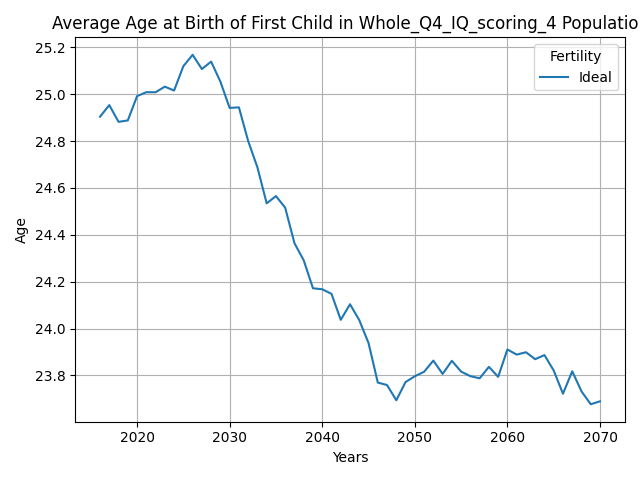 Average Age at Birth of First Child in Whole_Q4_IQ_scoring_4 Populatio
Fertility
Ideal
25.2
25.0
24.8
24.6
24.4
24.2
24.0
23.8
Age
2020 2030 2040 2050 2060 2070
Years